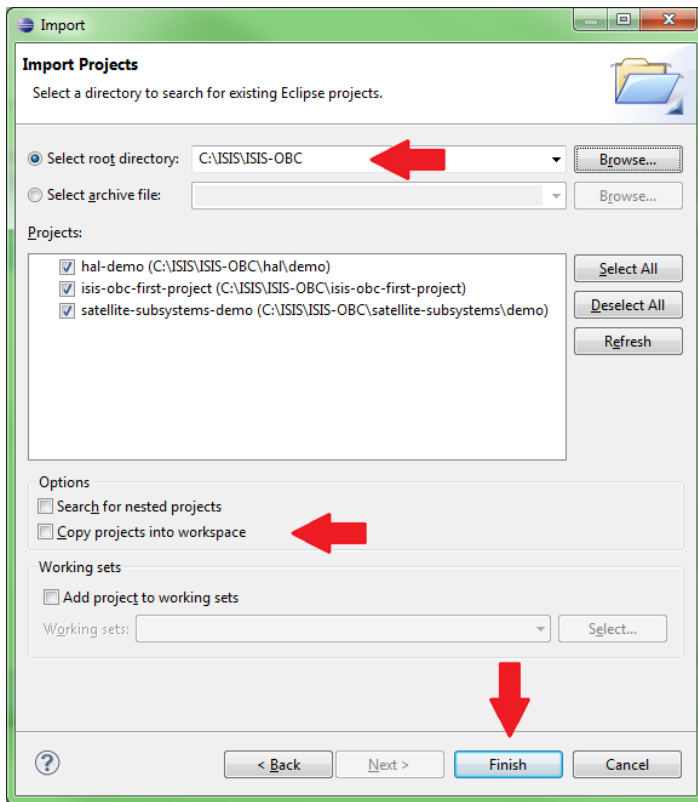 Import
Import Projects
Select a directory to search for existing Eclipse projects.
Select root directory: C:\ISIS\ISIS-OBC Browse...
Select archive file: Browse...
Projects:
hal-demo (C:\ISIS\ISIS-OBC\hal\demo)
isis-obc-first-project (C:\ISIS\ISIS-OBC\isis-obc-first-project)
satellite-subsystems-demo (C:\ISIS\ISIS-OBC\satellite-subsystems\demo)
Select All
Deselect All
Refresh
Options
Search for nested projects
Copy projects into workspace
Working sets
Add project to working sets
Working sets: Select...
? < Back Next > Finish Cancel